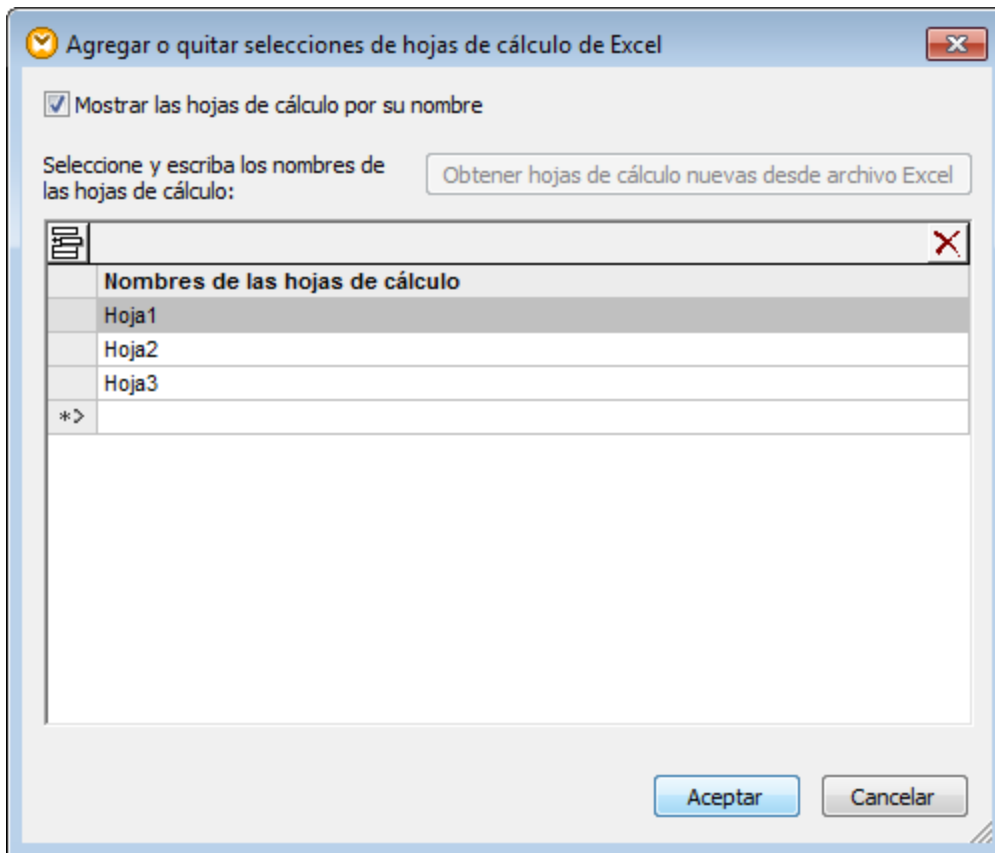 Agregar o quitar selecciones de hojas de cálculo de Excel
Mostrar las hojas de cálculo por su nombre
Seleccione y escriba los nombres de
las hojas de cálculo:
Obtener hojas de cálculo nuevas desde archivo Excel
Nombres de las hojas de cálculo
Hoja1
Hoja2
Hoja3
*>
Aceptar
Cancelar